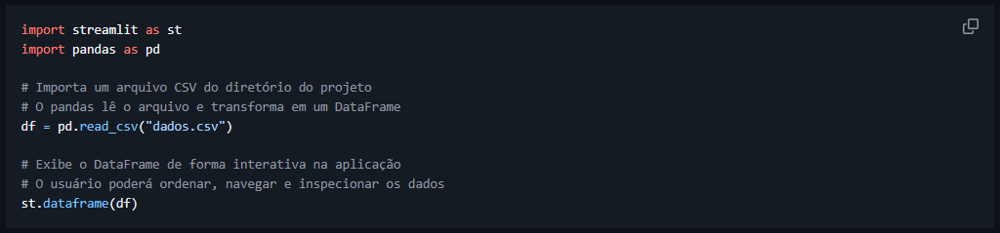 import streamlit as st
import pandas as pd
# Importa um arquivo CSV do diretório do projeto
# O pandas lê o arquivo e transforma em um DataFrame
df = pd.read_csv("dados.csv")
# Exibe o DataFrame de forma interativa na aplicação
# O usuário poderá ordenar, navegar e inspecionar os dados
st.dataframe(df)